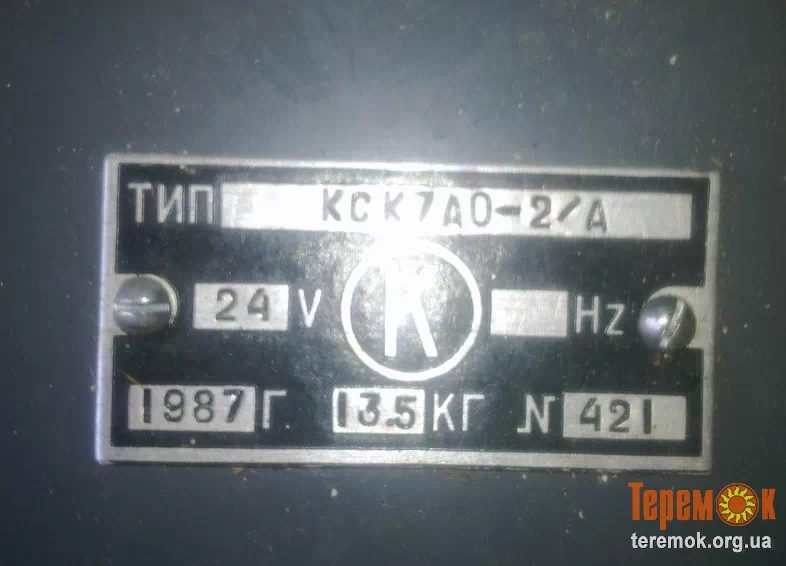 ТИП КСК7А0-2/А
24 V К Hz
1987 Г. 13.5 КГ N 421
ТеремОк
teremok.org.ua